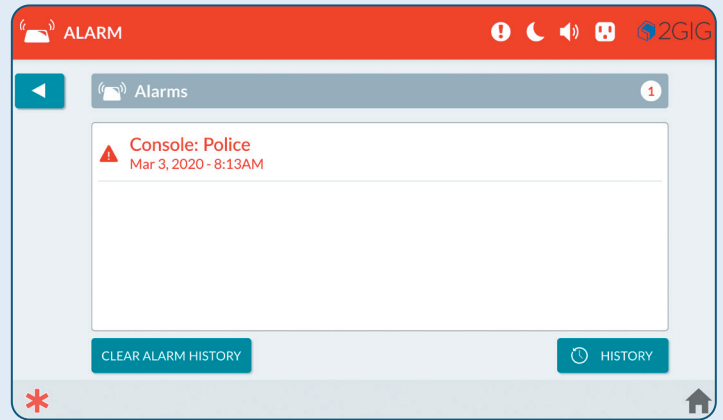 ALARM
2GIG
Alarms
1
Console: Police
Mar 3, 2020 - 8:13AM
CLEAR ALARM HISTORY
HISTORY